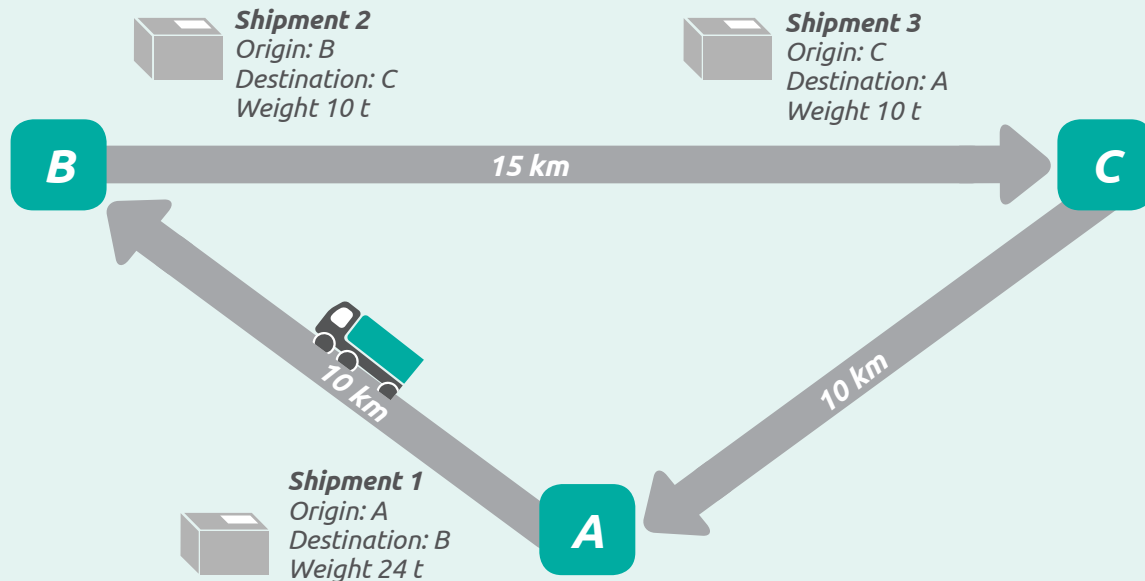 Shipment 2
Origin: B
Destination: C
Weight 10 t
Shipment 3
Origin: C
Destination: A
Weight 10 t
B
15 km
C
10 km
10 km
Shipment 1
Origin: A
Destination: B
Weight 24 t
A